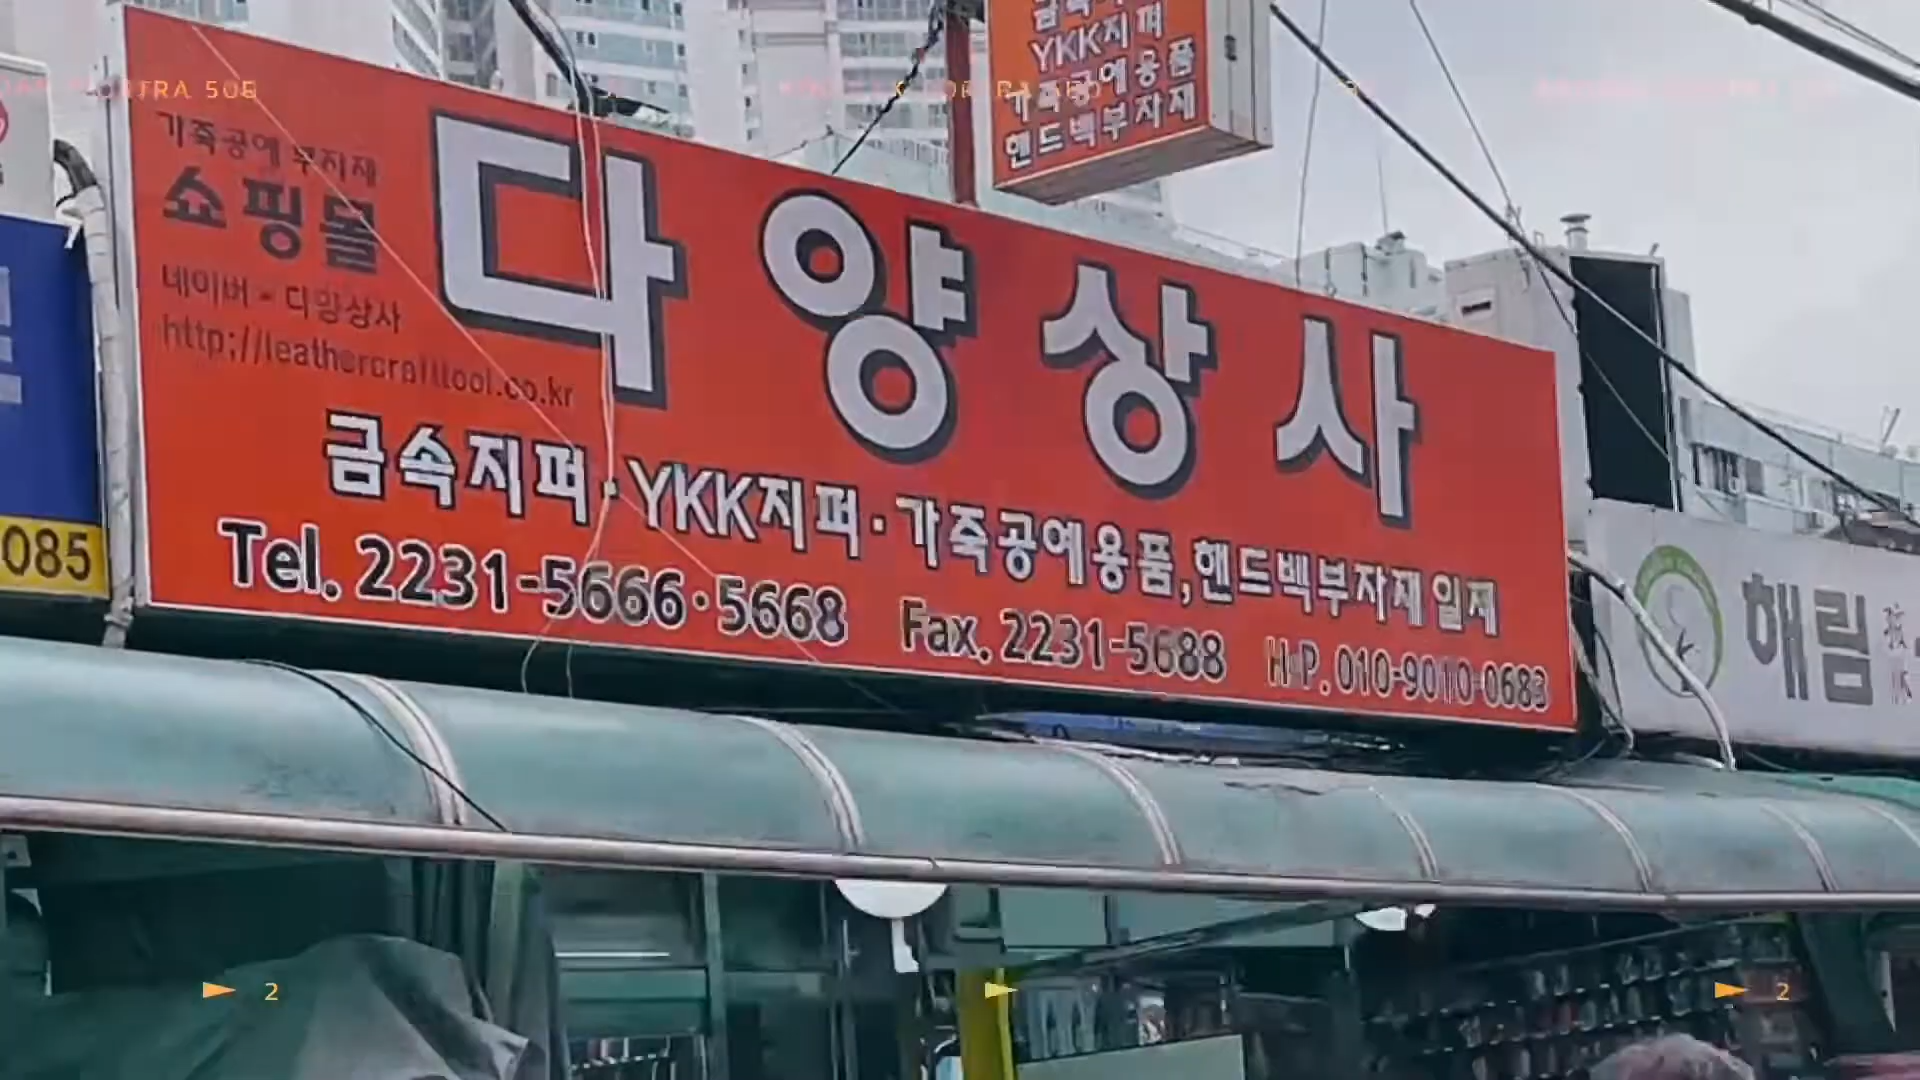 YKK지퍼
가죽공예용품
핸드백부자재
가죽공예 부자재
쇼핑몰
네이버 - 다양상사
http;//leathercrafttool.co.kr
다양상사
금속지퍼·YKK지퍼·가죽공예용품,핸드백부자재 일제
Tel. 2231-5666·5668 Fax. 2231-5688 H·P. 010-9010-0683
085
해림
2
2